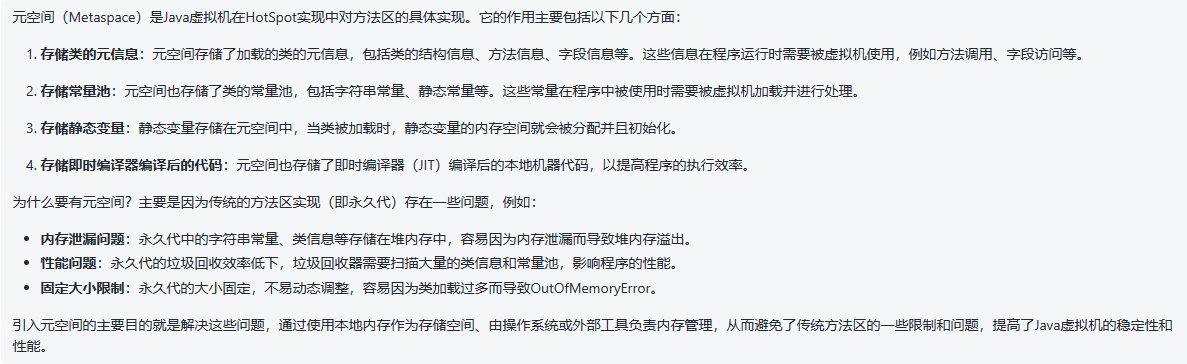 元空间（Metaspace）是Java虚拟机在HotSpot实现中对方法区的具体实现。它的作用主要包括以下几个方面：
1. 存储类的元信息：元空间存储了加载的类的元信息，包括类的结构信息、方法信息、字段信息等。这些信息在程序运行时需要被虚拟机使用，例如方法调用、字段访问等。
2. 存储常量池：元空间也存储了类的常量池，包括字符串常量、静态常量等。这些常量在程序中被使用时需要被虚拟机加载并进行处理。
3. 存储静态变量：静态变量存储在元空间中，当类被加载时，静态变量的内存空间就会被分配并且初始化。
4. 存储即时编译器编译后的代码：元空间也存储了即时编译器（JIT）编译后的本地机器代码，以提高程序的执行效率。
为什么要有元空间？主要是因为传统的方法区实现（即永久代）存在一些问题，例如：
• 内存泄漏问题：永久代中的字符串常量、类信息等存储在堆内存中，容易因为内存泄漏而导致堆内存溢出。
• 性能问题：永久代的垃圾回收效率低下，垃圾回收器需要扫描大量的类信息和常量池，影响程序的性能。
• 固定大小限制：永久代的大小固定，不易动态调整，容易因为类加载过多而导致OutOfMemoryError。
引入元空间的主要目的就是解决这些问题，通过使用本地内存作为存储空间、由操作系统或外部工具负责内存管理，从而避免了传统方法区的一些限制和问题，提高了Java虚拟机的稳定性和
性能。